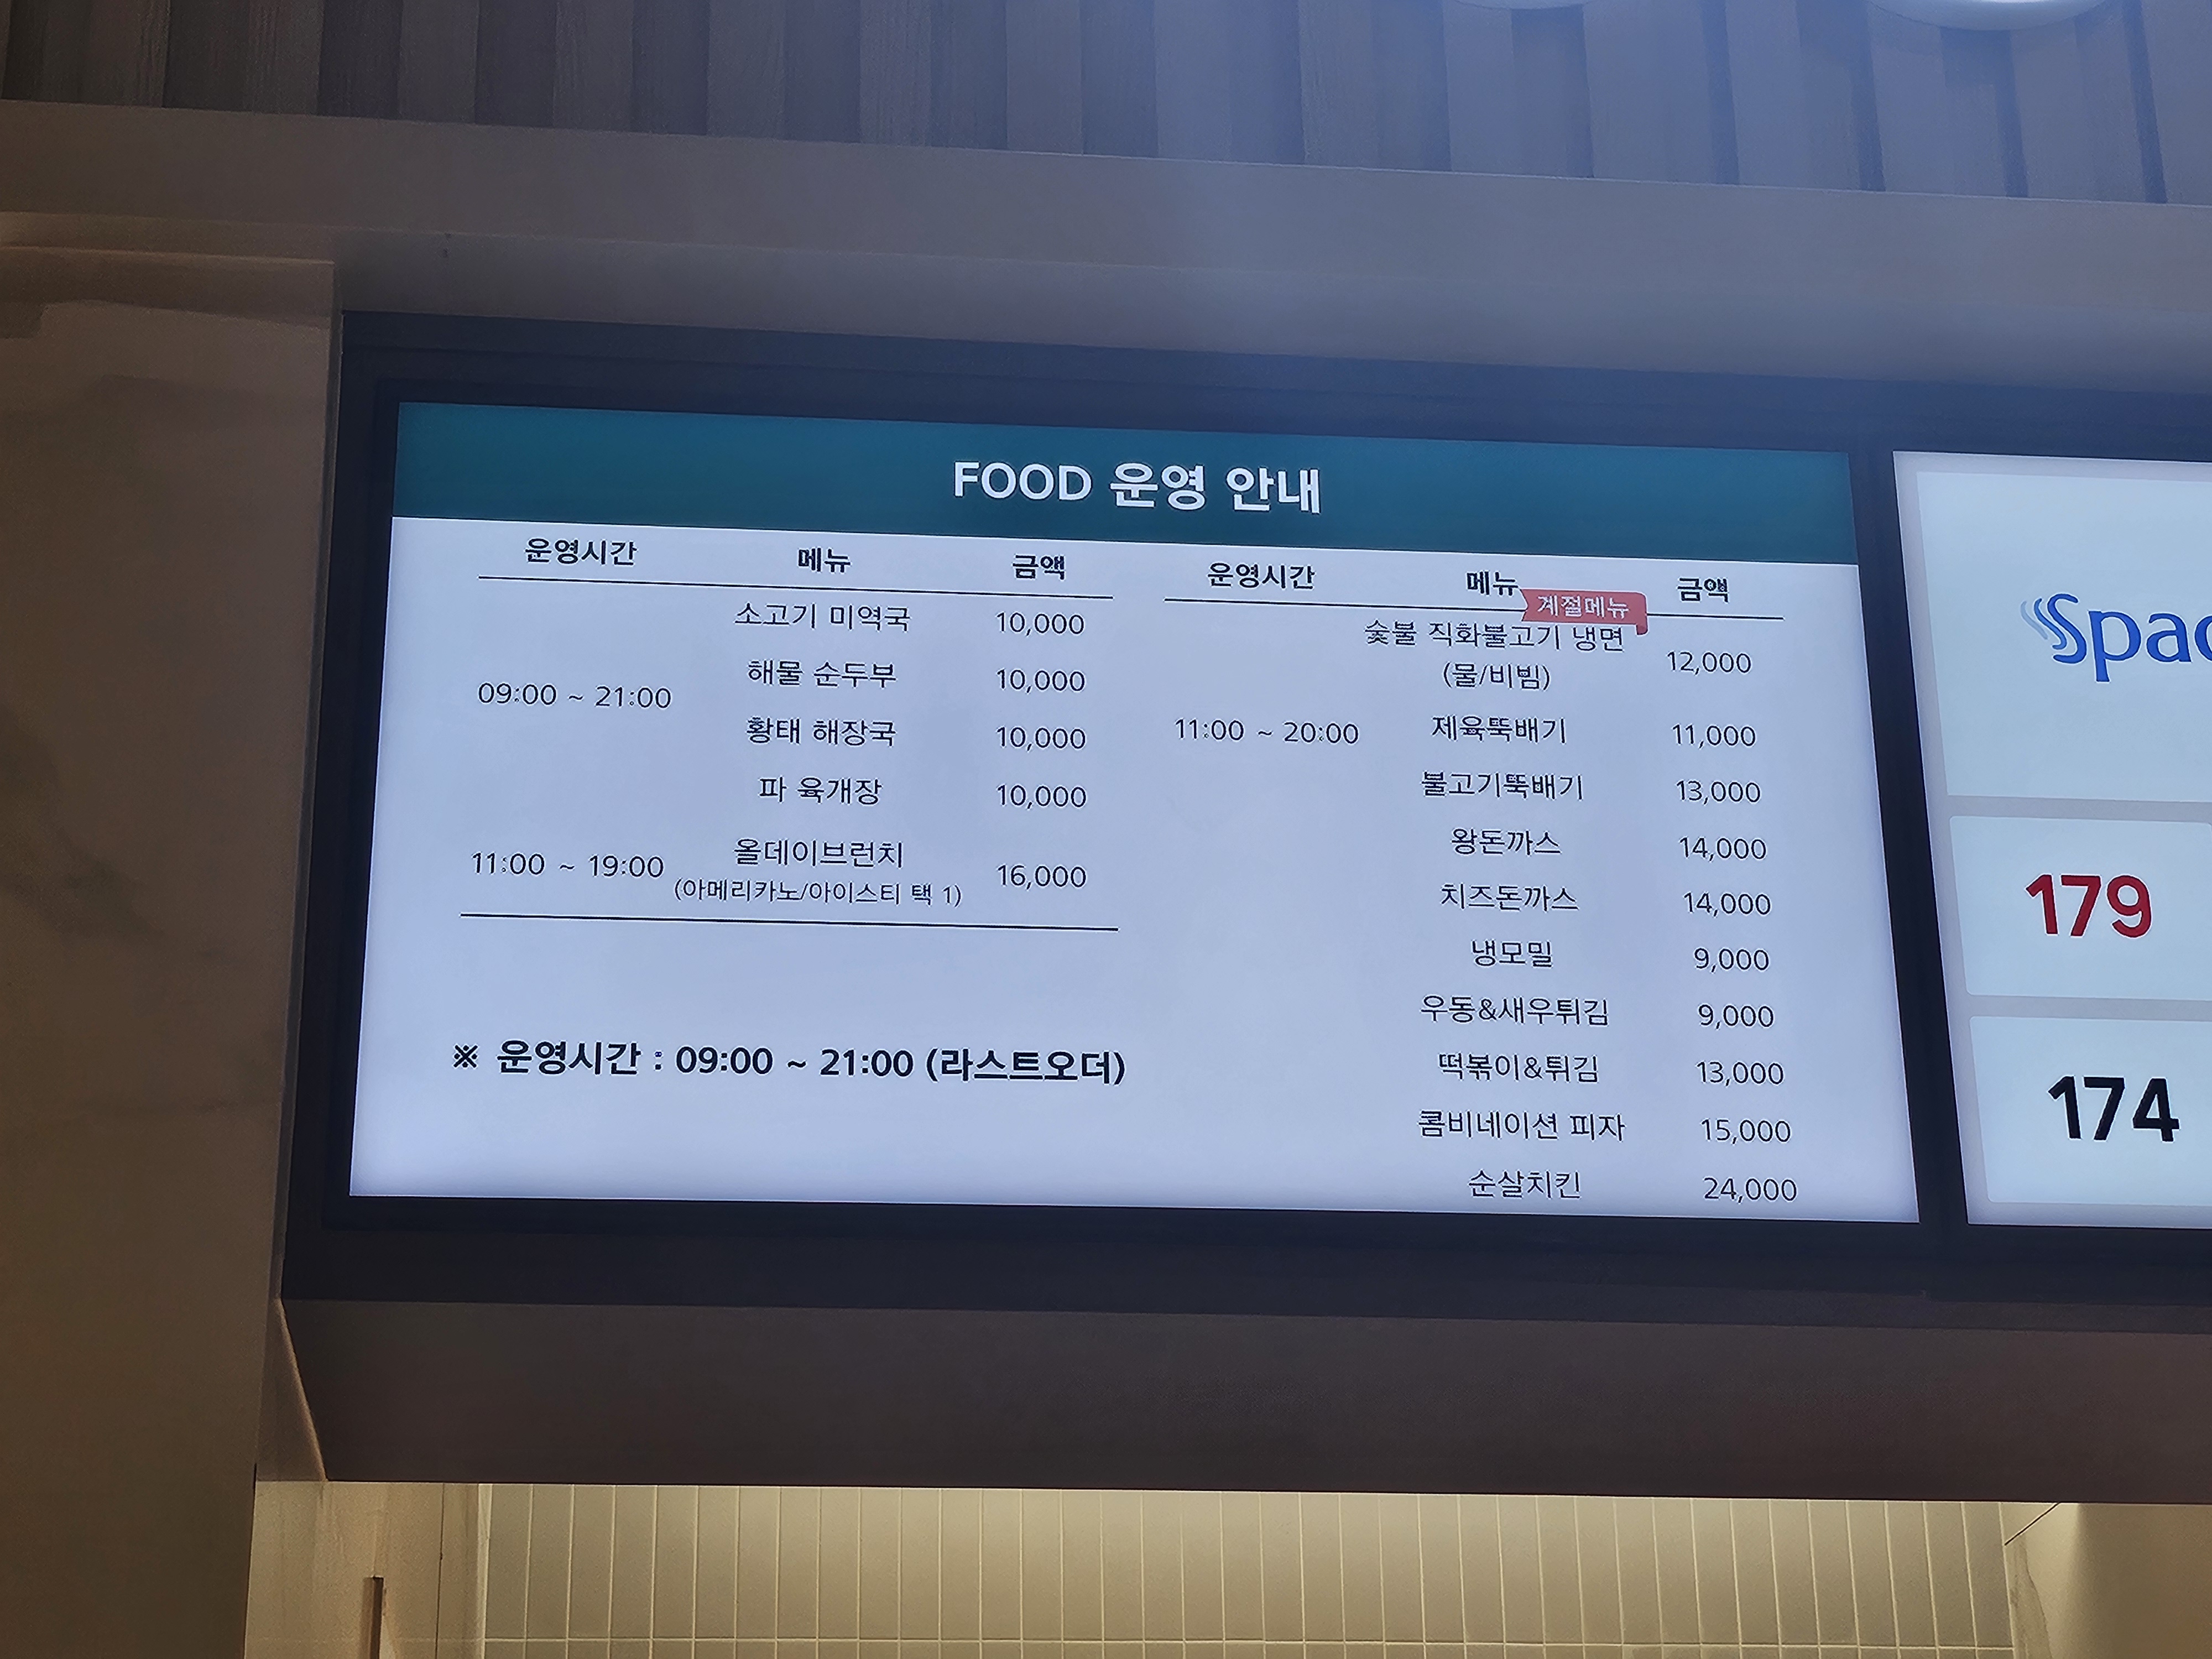 FOOD 운영 안내
운영시간 메뉴 금액
소고기 미역국 10,000
해물 순두부 10,000
09:00 ~ 21:00
황태 해장국 10,000
파 육개장 10,000
올데이브런치
11:00 ~ 19:00 16,000
(아메리카노/아이스티 택 1)
※ 운영시간 : 09:00 ~ 21:00 (라스트오더)
운영시간 메뉴 금액
계절메뉴
숯불 직화불고기 냉면
(물/비빔) 12,000
11:00 ~ 20:00 제육뚝배기 11,000
불고기뚝배기 13,000
왕돈까스 14,000
치즈돈까스 14,000
냉모밀 9,000
우동&새우튀김 9,000
떡볶이&튀김 13,000
콤비네이션 피자 15,000
순살치킨 24,000
179
174